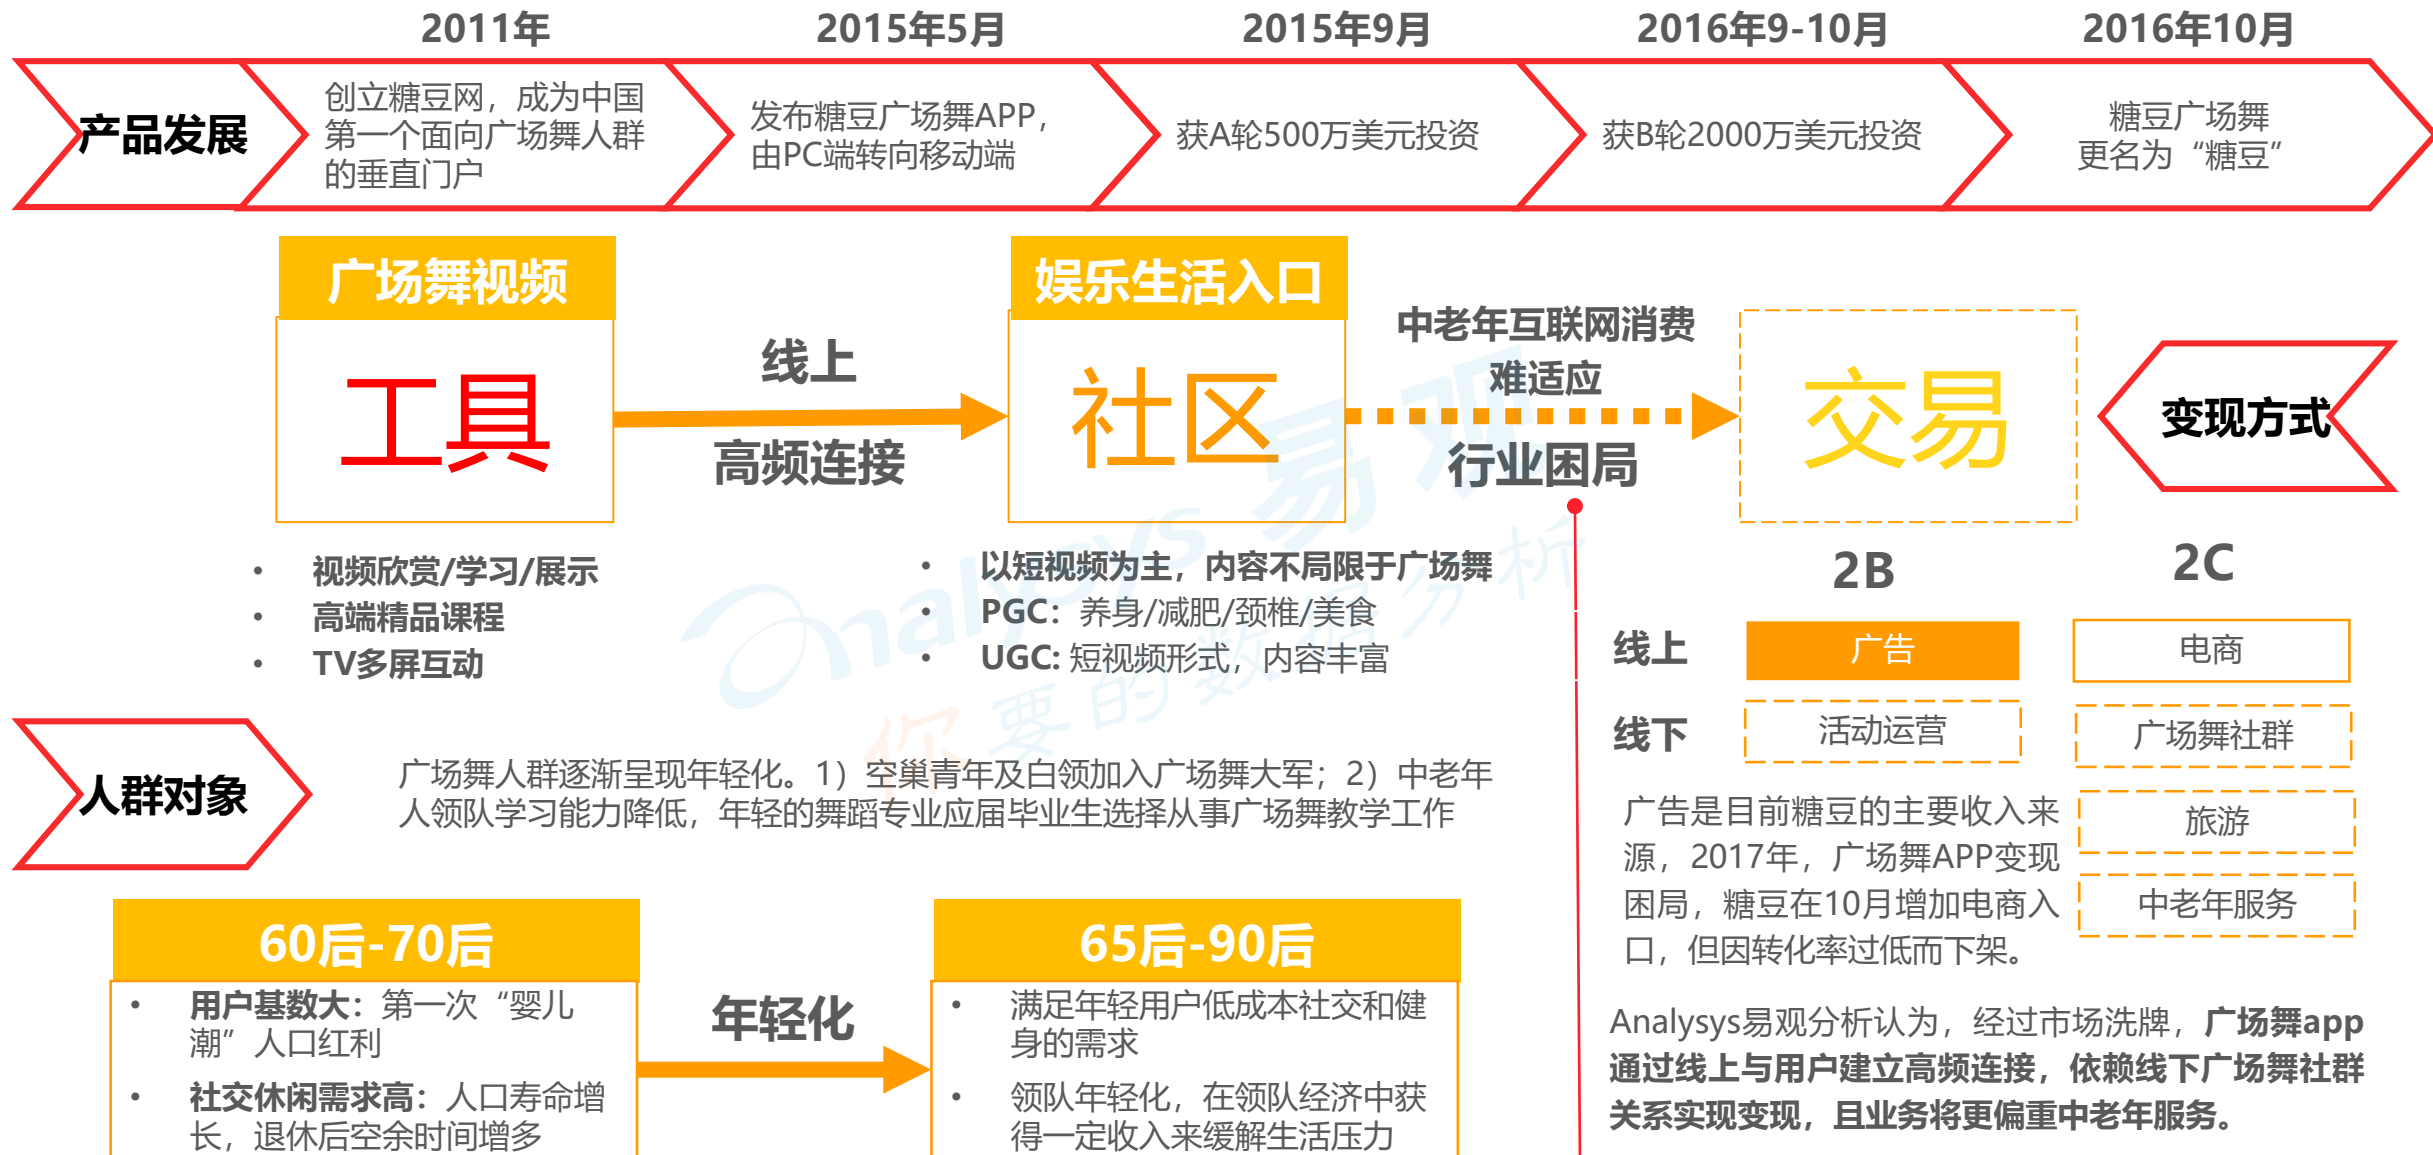 2011年
2015年5月
2015年9月
2016年9-10月
2016年10月
产品发展
创立糖豆网，成为中国
第一个面向广场舞人群
的垂直门户
发布糖豆广场舞APP，
由PC端转向移动端
获A轮500万美元投资
获B轮2000万美元投资
糖豆广场舞
更名为“糖豆”
广场舞视频
工具
线上
高频连接
娱乐生活入口
社区
中老年互联网消费
难适应
行业困局
交易
变现方式
• 视频欣赏/学习/展示
• 高端精品课程
• TV多屏互动
• 以短视频为主，内容不局限于广场舞
• PGC：养身/减肥/颈椎/美食
• UGC: 短视频形式，内容丰富
2B
2C
线上
广告
电商
线下
活动运营
广场舞社群
旅游
中老年服务
广告是目前糖豆的主要收入来
源，2017年，广场舞APP变现
困局，糖豆在10月增加电商入
口，但因转化率过低而下架。
Analysys易观分析认为，经过市场洗牌，广场舞app
通过线上与用户建立高频连接，依赖线下广场舞社群
关系实现变现，且业务将更偏重中老年服务。
人群对象
广场舞人群逐渐呈现年轻化。1）空巢青年及白领加入广场舞大军；2）中老年
人领队学习能力降低，年轻的舞蹈专业应届毕业生选择从事广场舞教学工作
60后-70后
• 用户基数大：第一次“婴儿
潮”人口红利
• 社交休闲需求高：人口寿命增
长，退休后空余时间增多
年轻化
65后-90后
• 满足年轻用户低成本社交和健
身的需求
• 领队年轻化，在领队经济中获
得一定收入来缓解生活压力
analysys 易观
你要的数据分析